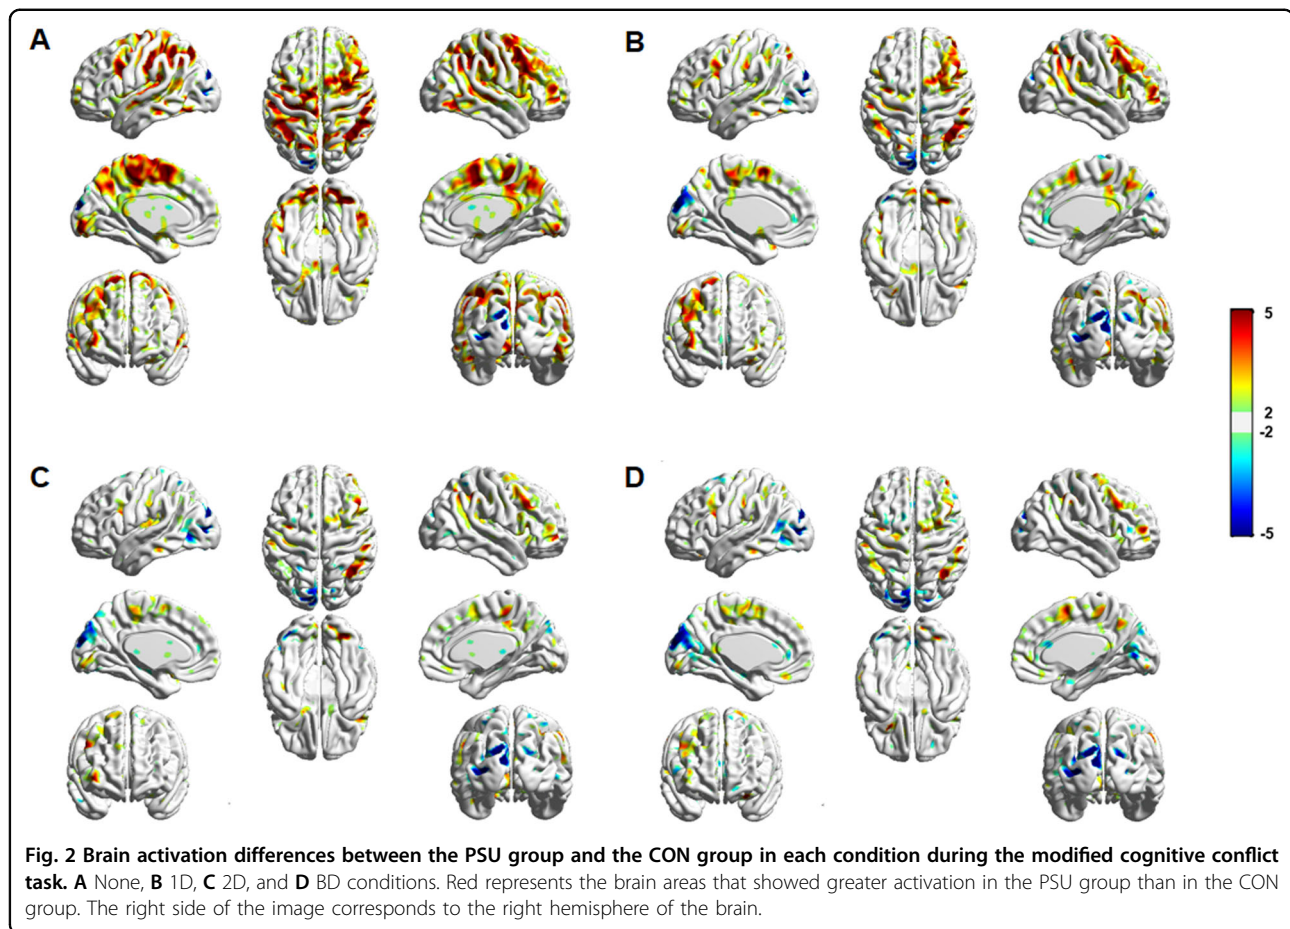 A
B
5
2
-2
-5
C
D
Fig. 2 Brain activation differences between the PSU group and the CON group in each condition during the modified cognitive conflict
task. A None, B 1D, C 2D, and D BD conditions. Red represents the brain areas that showed greater activation in the PSU group than in the CON
group. The right side of the image corresponds to the right hemisphere of the brain.